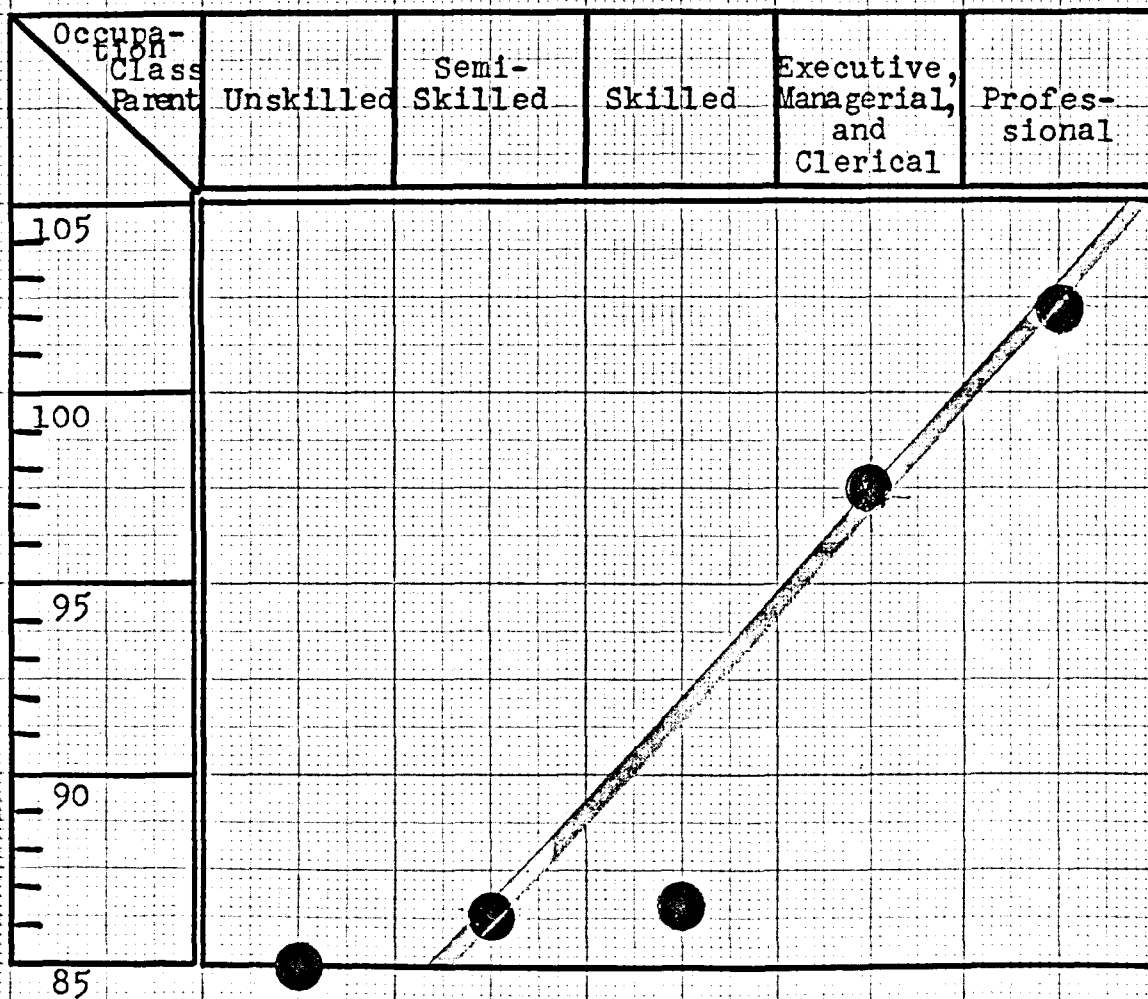 Occupa-
tion
Class
Parent
Unskilled
Semi-
Skilled
Skilled
Executive,
Managerial,
and
Clerical
Profes-
sional
105
100
95
90
85